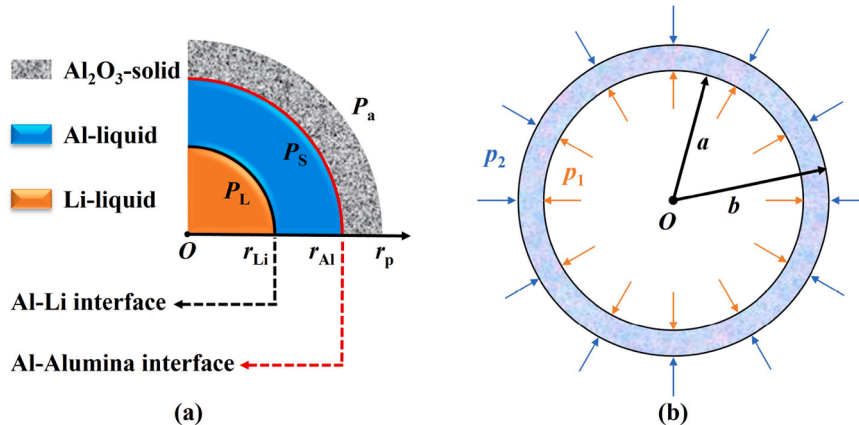 Al₂O₃-solid
Al-liquid
Li-liquid
Pa
PS
PL
O
rLi
rAl
rp
Al-Li interface
Al-Alumina interface
(a)
p2
p1
a
b
O
(b)